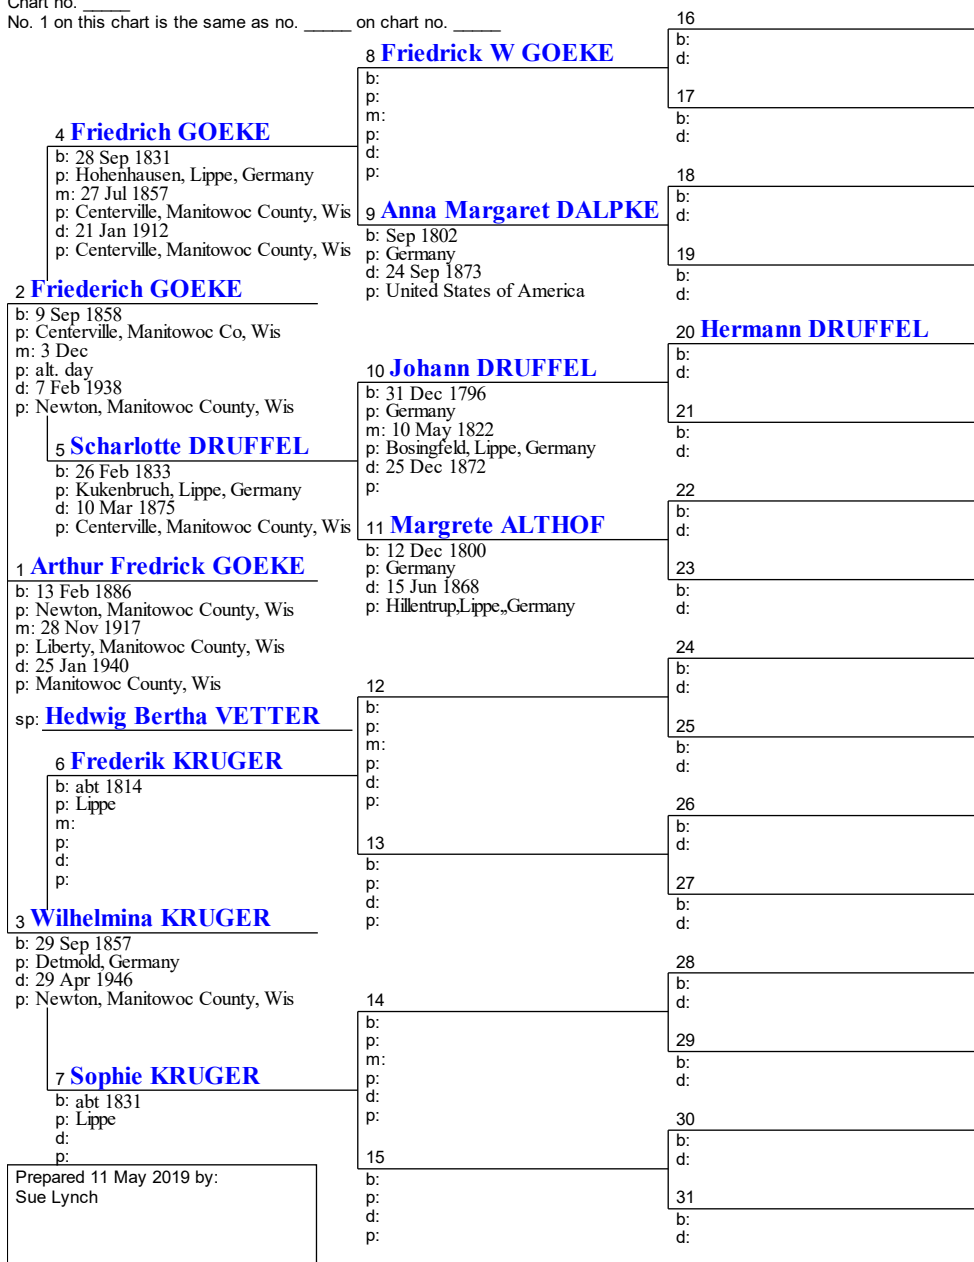 Chart no. _____
No. 1 on this chart is the same as no. _____ on chart no. _____
16
b:
d:
8 Friedrick W GOEKE
b:
p:
m:
p:
d:
p:
17
b:
d:
4 Friedrich GOEKE
b: 28 Sep 1831
p: Hohenhausen, Lippe, Germany
m: 27 Jul 1857
p: Centerville, Manitowoc County, Wis
d: 21 Jan 1912
p: Centerville, Manitowoc County, Wis
18
b:
d:
9 Anna Margaret DALPKE
b: Sep 1802
p: Germany
d: 24 Sep 1873
p: United States of America
19
b:
d:
2 Friederich GOEKE
b: 9 Sep 1858
p: Centerville, Manitowoc Co, Wis
m: 3 Dec
p: alt. day
d: 7 Feb 1938
p: Newton, Manitowoc County, Wis
20 Hermann DRUFFEL
b:
d:
10 Johann DRUFFEL
b: 31 Dec 1796
p: Germany
m: 10 May 1822
p: Bosingfeld, Lippe, Germany
d: 25 Dec 1872
p:
21
b:
d:
5 Scharlotte DRUFFEL
b: 26 Feb 1833
p: Kukenbruch, Lippe, Germany
d: 10 Mar 1875
p: Centerville, Manitowoc County, Wis
22
b:
d:
11 Margrete ALTHOF
b: 12 Dec 1800
p: Germany
d: 15 Jun 1868
p: Hillentrup,Lippe,,Germany
23
b:
d:
1 Arthur Fredrick GOEKE
b: 13 Feb 1886
p: Newton, Manitowoc County, Wis
m: 28 Nov 1917
p: Liberty, Manitowoc County, Wis
d: 25 Jan 1940
p: Manitowoc County, Wis
sp: Hedwig Bertha VETTER
24
b:
d:
12
b:
p:
m:
p:
d:
p:
25
b:
d:
6 Frederik KRUGER
b: abt 1814
p: Lippe
m:
p:
d:
p:
26
b:
d:
13
b:
p:
d:
p:
27
b:
d:
3 Wilhelmina KRUGER
b: 29 Sep 1857
p: Detmold, Germany
d: 29 Apr 1946
p: Newton, Manitowoc County, Wis
28
b:
d:
14
b:
p:
m:
p:
d:
p:
29
b:
d:
7 Sophie KRUGER
b: abt 1831
p: Lippe
d:
p:
30
b:
d:
15
b:
p:
d:
p:
31
b:
d:
Prepared 11 May 2019 by:
Sue Lynch